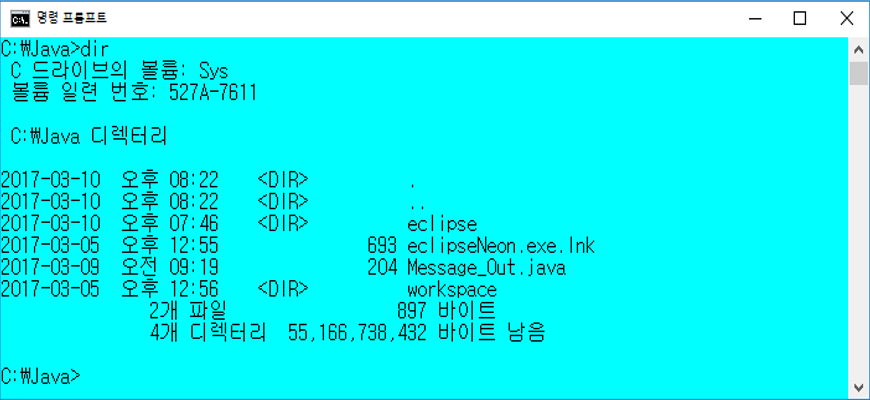 명령 프롬프트
C:₩Java>dir
 C 드라이브의 볼륨: Sys
 볼륨 일련 번호: 527A-7611
 C:₩Java 디렉터리
2017-03-10  오후 08:22    <DIR>          .
2017-03-10  오후 08:22    <DIR>          ..
2017-03-10  오후 07:46    <DIR>          eclipse
2017-03-05  오후 12:55               693 eclipseNeon.exe.lnk
2017-03-09  오전 09:19               204 Message_Out.java
2017-03-05  오후 12:56    <DIR>          workspace
               2개 파일                 897 바이트
               4개 디렉터리  55,166,738,432 바이트 남음
C:₩Java>